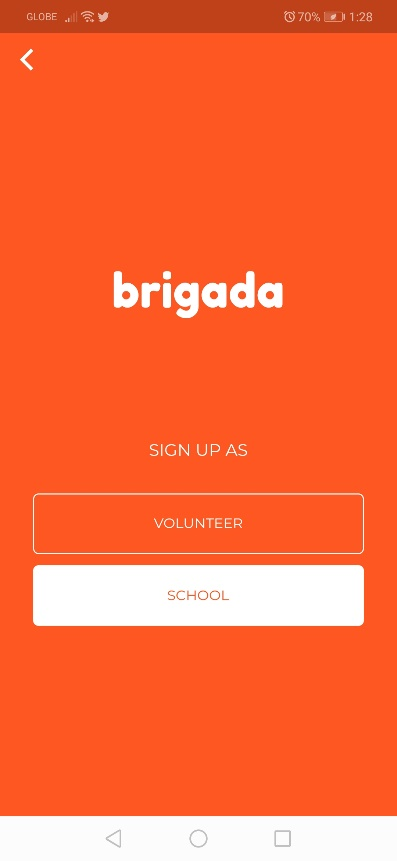 GLOBE 70% 1:28
brigada
SIGN UP AS
VOLUNTEER
SCHOOL